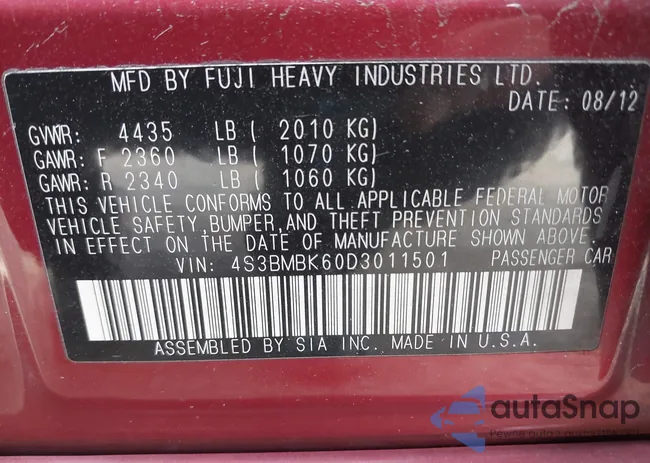 MFD BY FUJI HEAVY INDUSTRIES LTD.
DATE: 08/12
GVWR: 4435 LB ( 2010 KG)
GAWR: F 2360 LB ( 1070 KG)
GAWR: R 2340 LB ( 1060 KG)
THIS VEHICLE CONFORMS TO ALL APPLICABLE FEDERAL MOTOR
VEHICLE SAFETY,BUMPER,AND THEFT PREVENTION STANDARDS
IN EFFECT ON THE DATE OF MANUFACTURE SHOWN ABOVE.
VIN: 4S3BMBK60D3011501 PASSENGER CAR
ASSEMBLED BY SIA INC. MADE IN U.S.A.
autaSnap
Pewne auta z